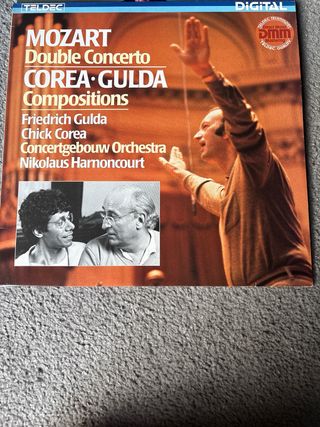 TELDEC
DIGITAL
MOZART
Double Concerto
COREA·GULDA
Compositions
Friedrich Gulda
Chick Corea
Concertgebouw Orchestra
Nikolaus Harnoncourt
DMM